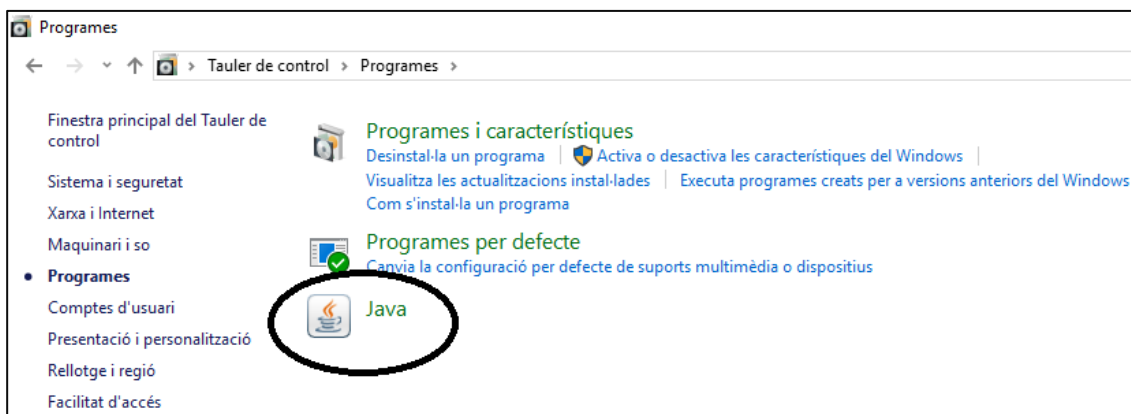 Programes
Tauler de control > Programes >
Finestra principal del Tauler de
control
Sistema i seguretat
Xarxa i Internet
Maquinari i so
Programes
Comptes d'usuari
Presentació i personalització
Rellotge i regió
Facilitat d'accés
Programes i característiques
Desinstal·la un programa
Activa o desactiva les característiques del Windows
Visualitza les actualitzacions instal·lades
Executa programes creats per a versions anteriors del Windows
Com s'instal·la un programa
Programes per defecte
Canvia la configuració per defecte de suports multimèdia o dispositius
Java